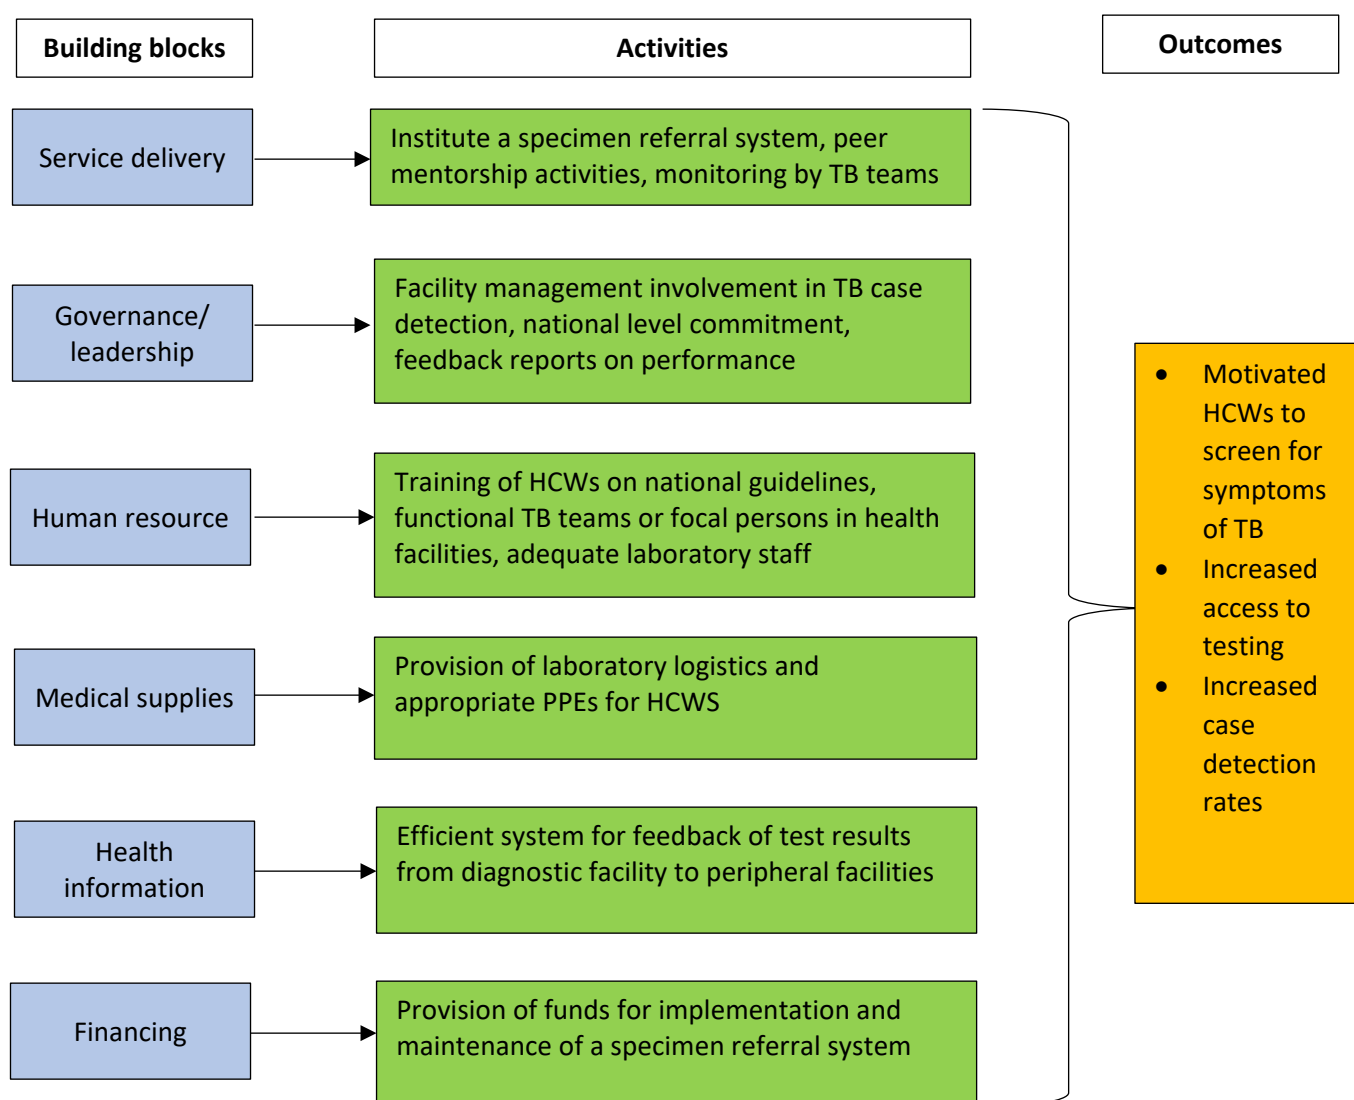 Building blocks
Activities
Outcomes
Service delivery
Institute a specimen referral system, peer
mentorship activities, monitoring by TB teams
Governance/
leadership
Facility management involvement in TB case
detection, national level commitment,
feedback reports on performance
Human resource
Training of HCWs on national guidelines,
functional TB teams or focal persons in health
facilities, adequate laboratory staff
Medical supplies
Provision of laboratory logistics and
appropriate PPEs for HCWS
Health
information
Efficient system for feedback of test results
from diagnostic facility to peripheral facilities
Financing
Provision of funds for implementation and
maintenance of a specimen referral system
• Motivated
HCWs to
screen for
symptoms
of TB
• Increased
access to
testing
• Increased
case
detection
rates